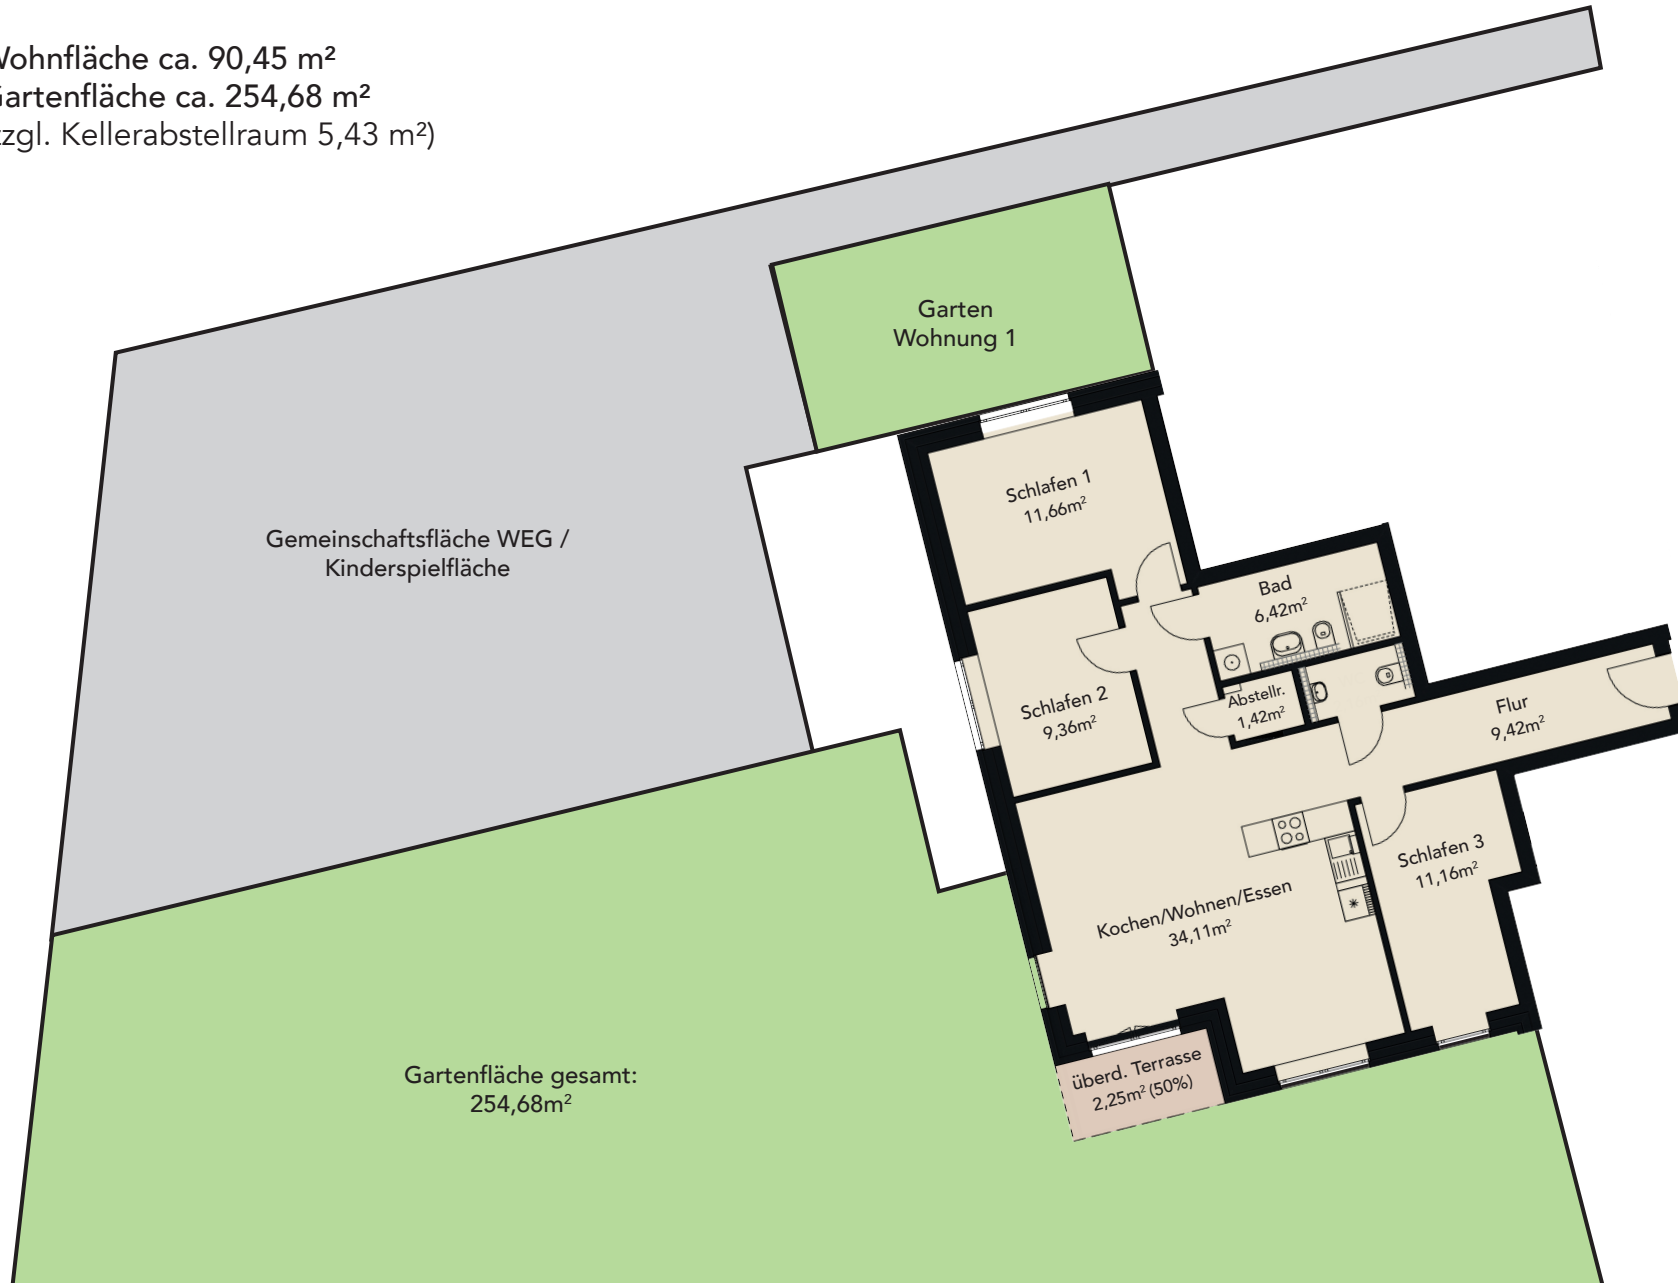 Wohnfläche ca. 90,45 m²
Gartenfläche ca. 254,68 m²
zzgl. Kellerabstellraum 5,43 m²)
Garten
Wohnung 1
Schlafen 1
11,66m²
Gemeinschaftsfläche WEG /
Kinderspielfläche
Bad
6,42m²
Schlafen 2
9,36m²
Abstellr.
1,42m²
Flur
9,42m²
Schlafen 3
11,16m²
Kochen/Wohnen/Essen
34,11m²
überd. Terrasse
2,25m² (50%)
Gartenfläche gesamt:
254,68m²